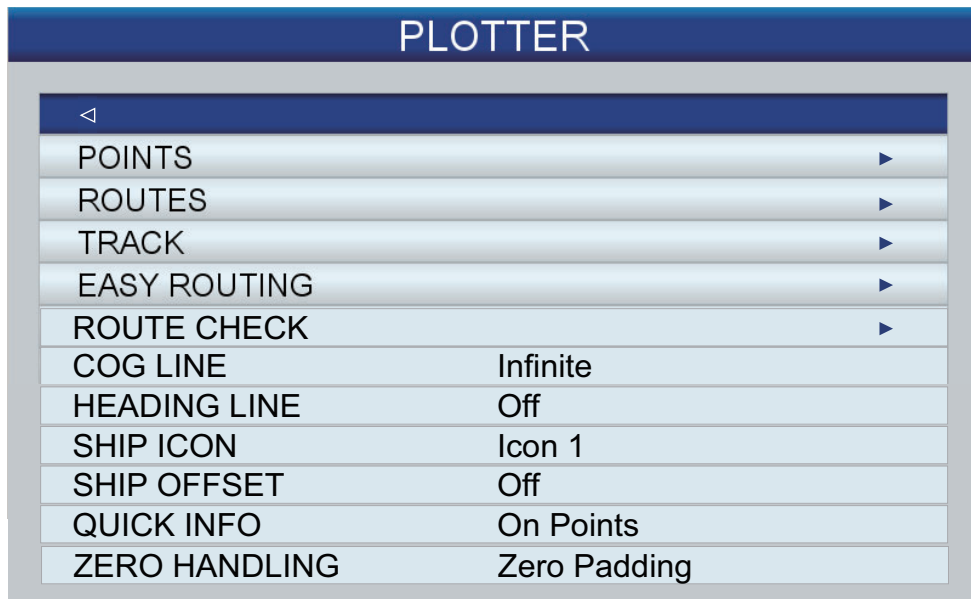 PLOTTER
POINTS
ROUTES
TRACK
EASY ROUTING
ROUTE CHECK
COG LINE Infinite
HEADING LINE Off
SHIP ICON Icon 1
SHIP OFFSET Off
QUICK INFO On Points
ZERO HANDLING Zero Padding